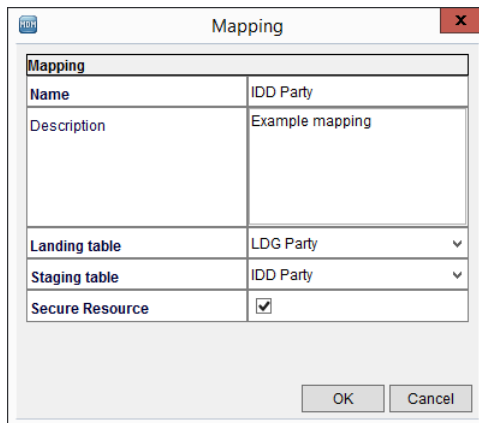 MDM
Mapping
x
Mapping
Name IDD Party
Description Example mapping
Landing table LDG Party
Staging table IDD Party
Secure Resource
OK Cancel